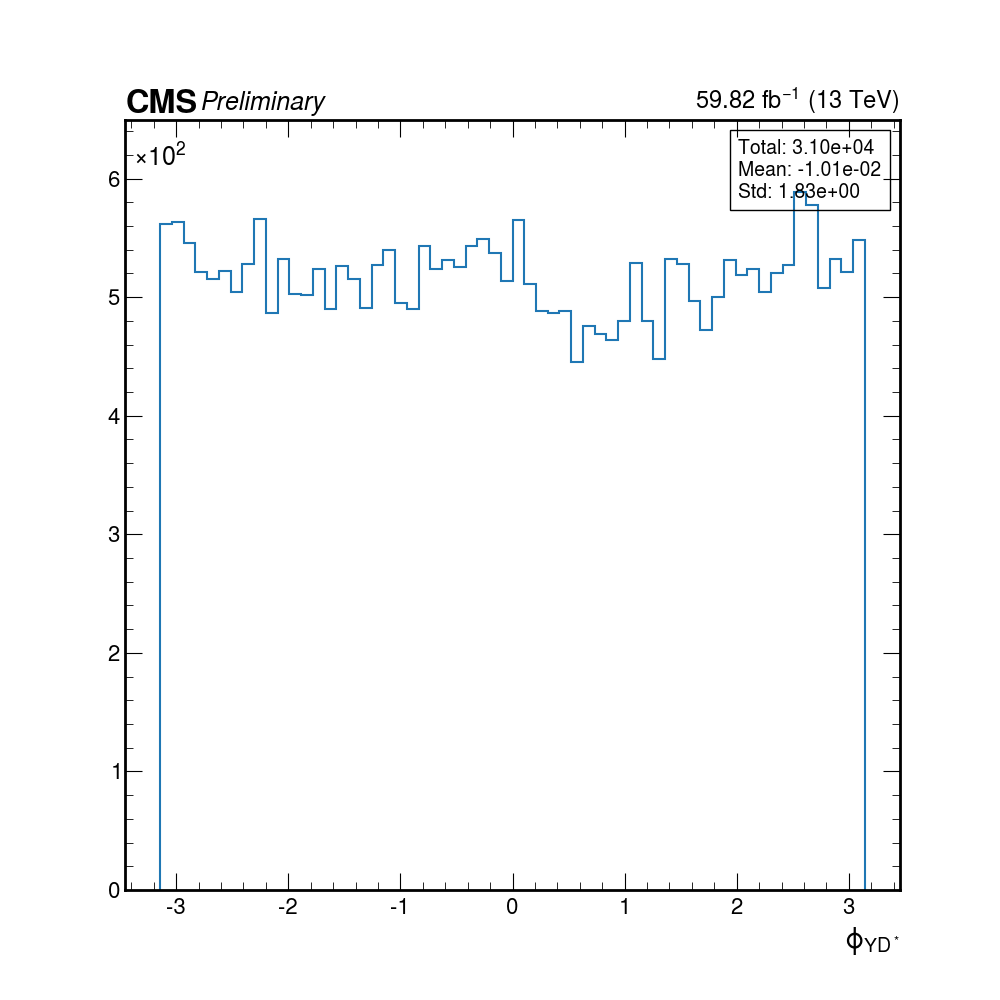 CMS Preliminary 59.82 fb⁻¹ (13 TeV)
×10²
Total: 3.10e+04
Mean: -1.01e-02
Std: 1.83e+00
6
5
4
3
2
1
0
-3 -2 -1 0 1 2 3
ϕ_YD*